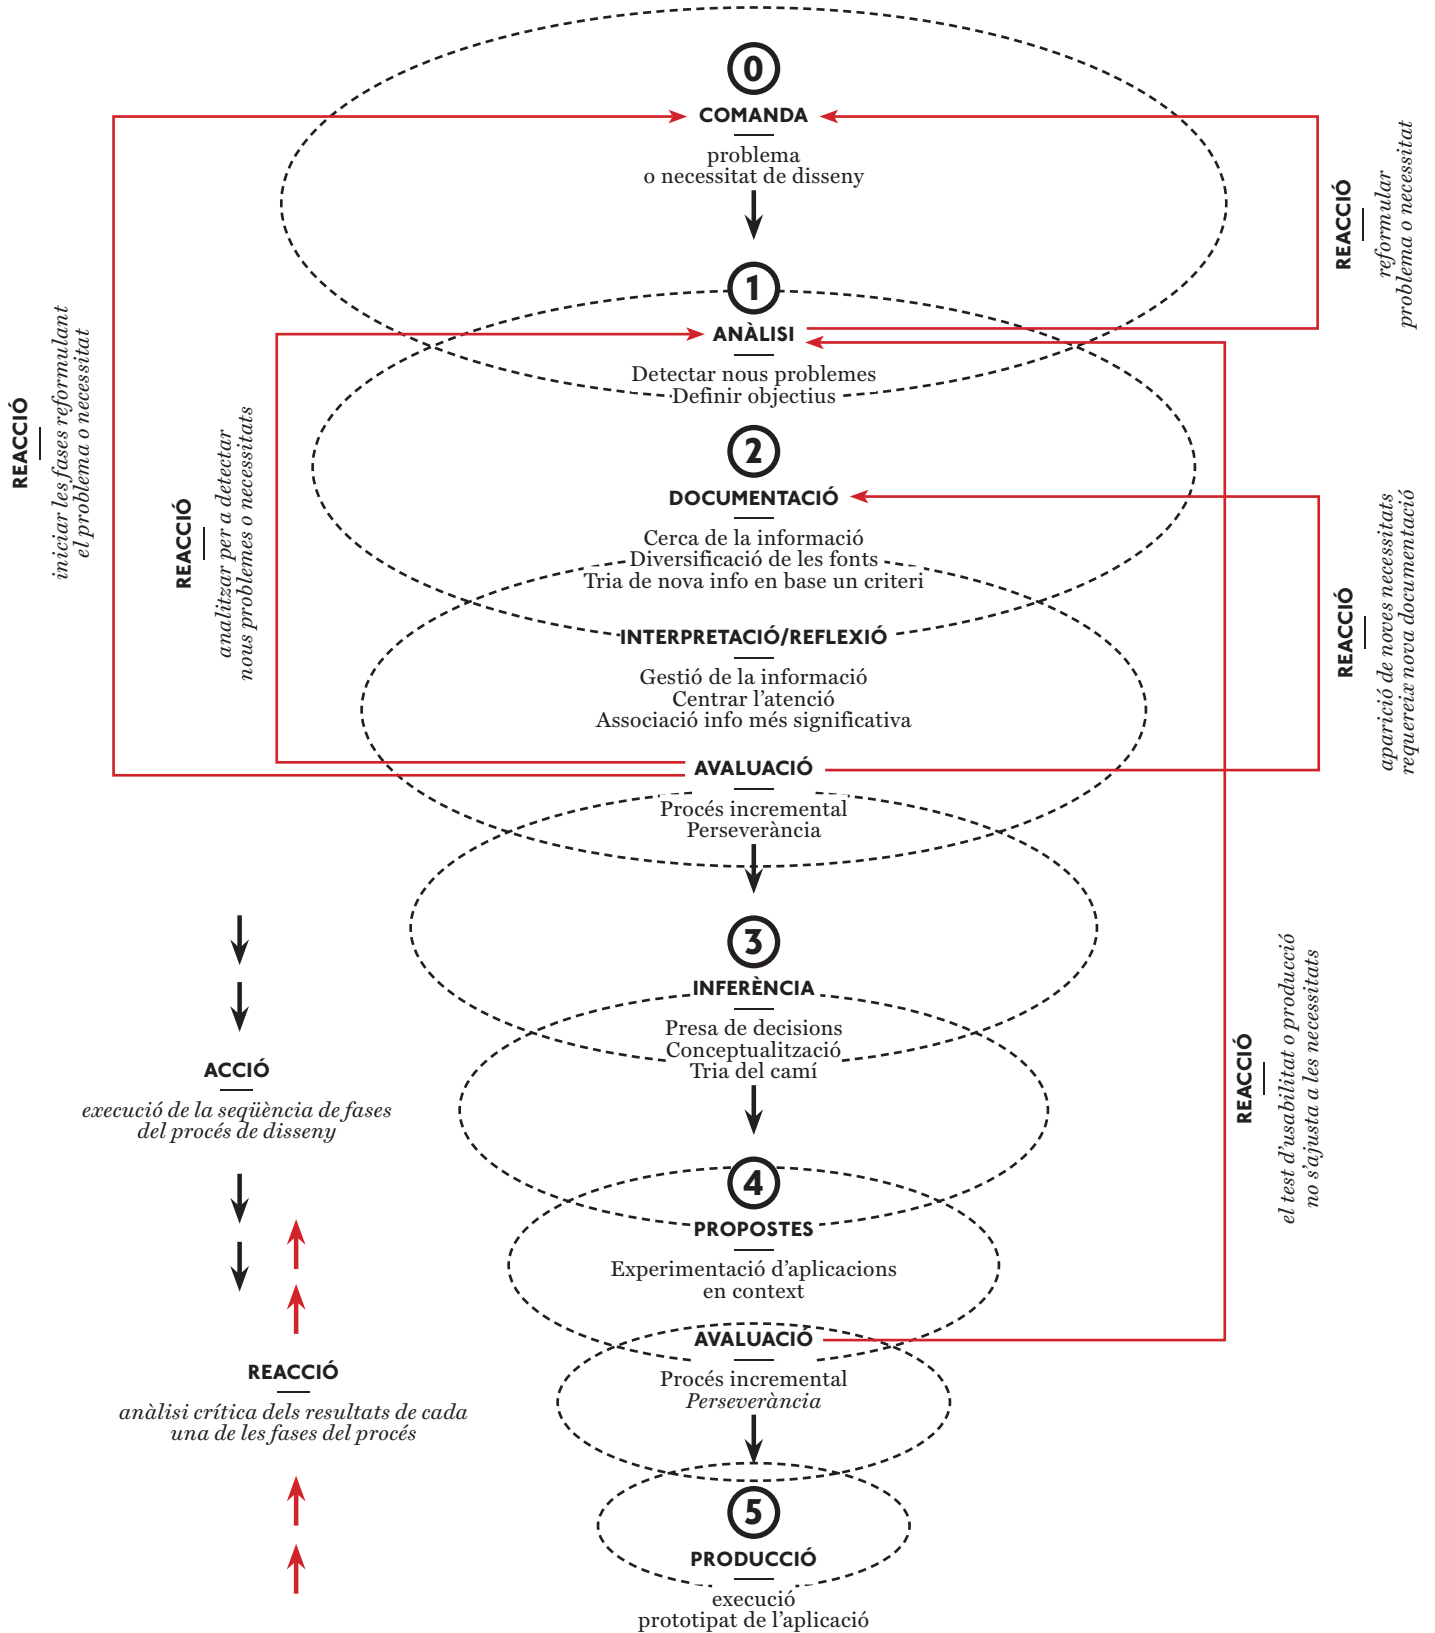 0
COMANDA
problema
o necessitat de disseny
1
ANÀLISI
Detectar nous problemes
Definir objectius
2
DOCUMENTACIÓ
Cerca de la informació
Diversificació de les fonts
Tria de nova info en base un criteri
INTERPRETACIÓ/REFLEXIÓ
Gestió de la informació
Centrar l’atenció
Associació info més significativa
AVALUACIÓ
Procés incremental
Perseverància
3
INFERÈNCIA
Presa de decisions
Conceptualització
Tria del camí
4
PROPOSTES
Experimentació d’aplicacions
en context
AVALUACIÓ
Procés incremental
Perseverància
5
PRODUCCIÓ
execució
prototipat de l’aplicació
REACCIÓ
iniciar les fases reformulant
el problema o necessitat
REACCIÓ
analitzar per a detectar
nous problemes o necessitats
REACCIÓ
reformular
problema o necessitat
REACCIÓ
aparició de noves necessitats
requereix nova documentació
REACCIÓ
el test d’usabilitat o producció
no s’ajusta a les necessitats
ACCIÓ
execució de la seqüència de fases
del procés de disseny
REACCIÓ
anàlisi crítica dels resultats de cada
una de les fases del procés